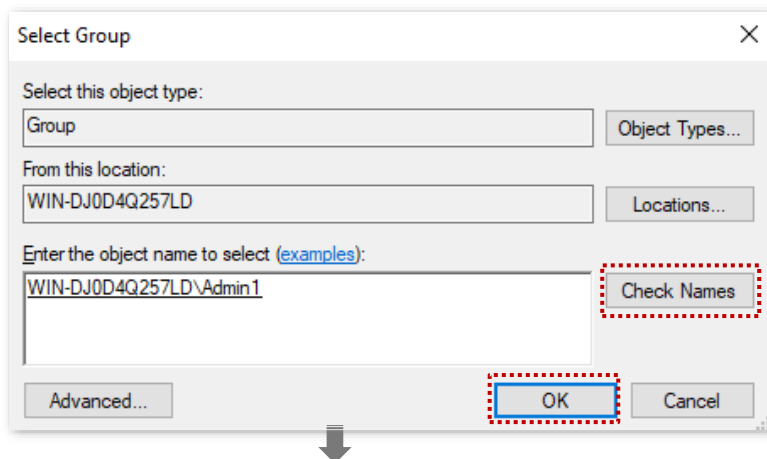 Select Group
Select this object type:
Group
Object Types...
From this location:
WIN-DJ0D4Q257LD
Locations...
Enter the object name to select (examples):
WIN-DJ0D4Q257LD\Admin1
Check Names
Advanced...
OK
Cancel